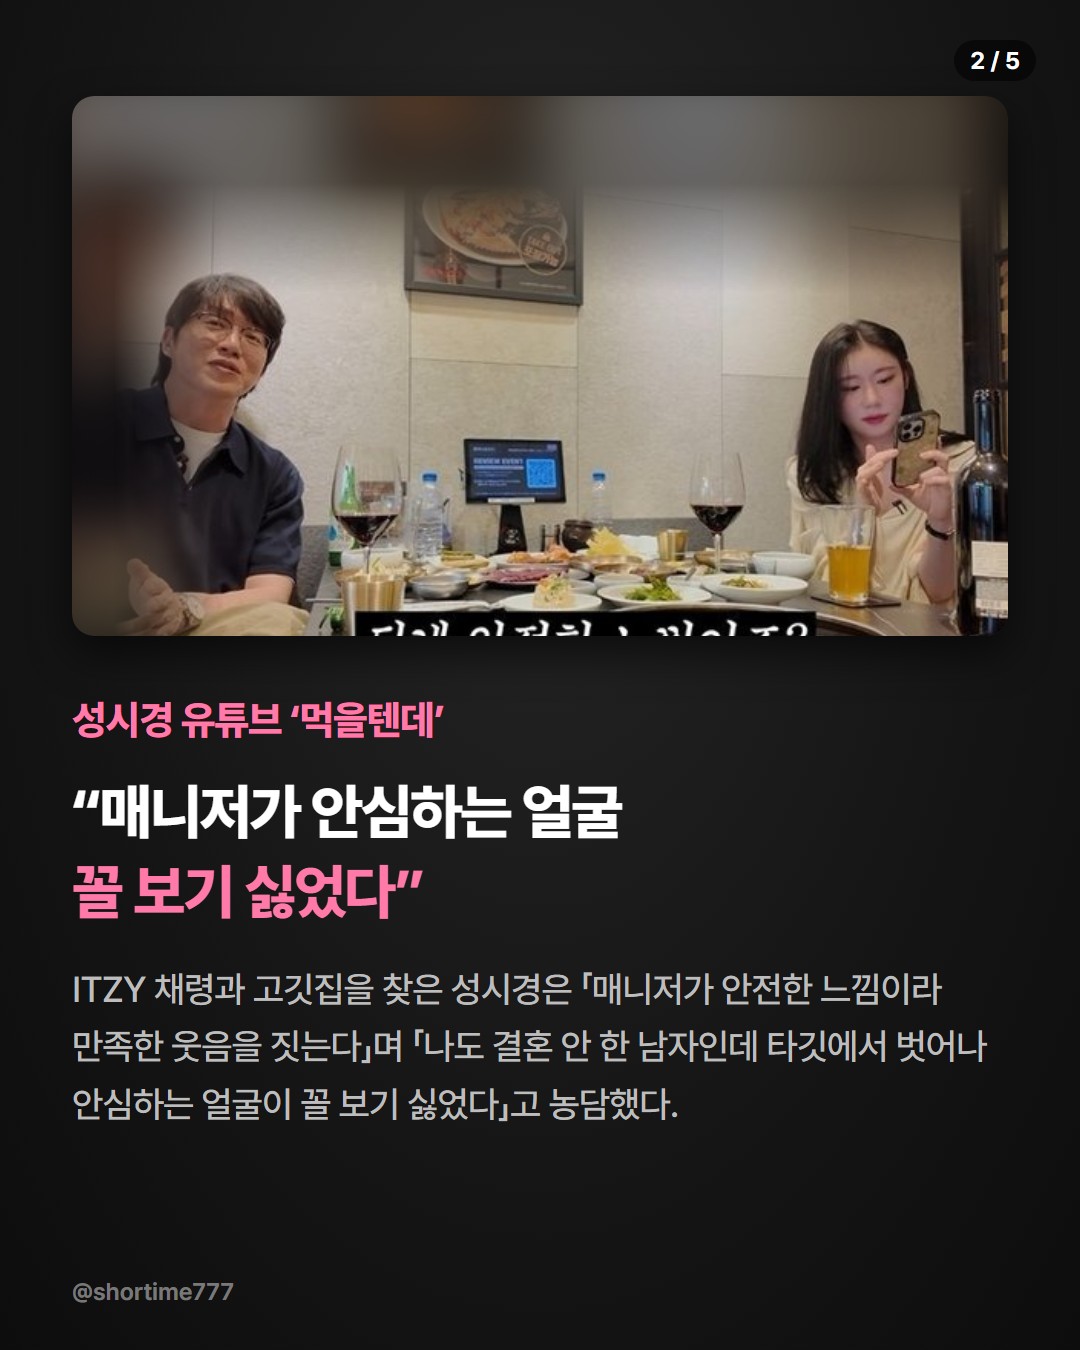 2 / 5
REVIEW EVENT
성시경 유튜브 ‘먹을텐데’
“매니저가 안심하는 얼굴
꼴 보기 싫었다”
ITZY 채령과 고깃집을 찾은 성시경은 「매니저가 안전한 느낌이라
만족한 웃음을 짓는다」며 「나도 결혼 안 한 남자인데 타깃에서 벗어나
안심하는 얼굴이 꼴 보기 싫었다」고 농담했다.
@shortime777